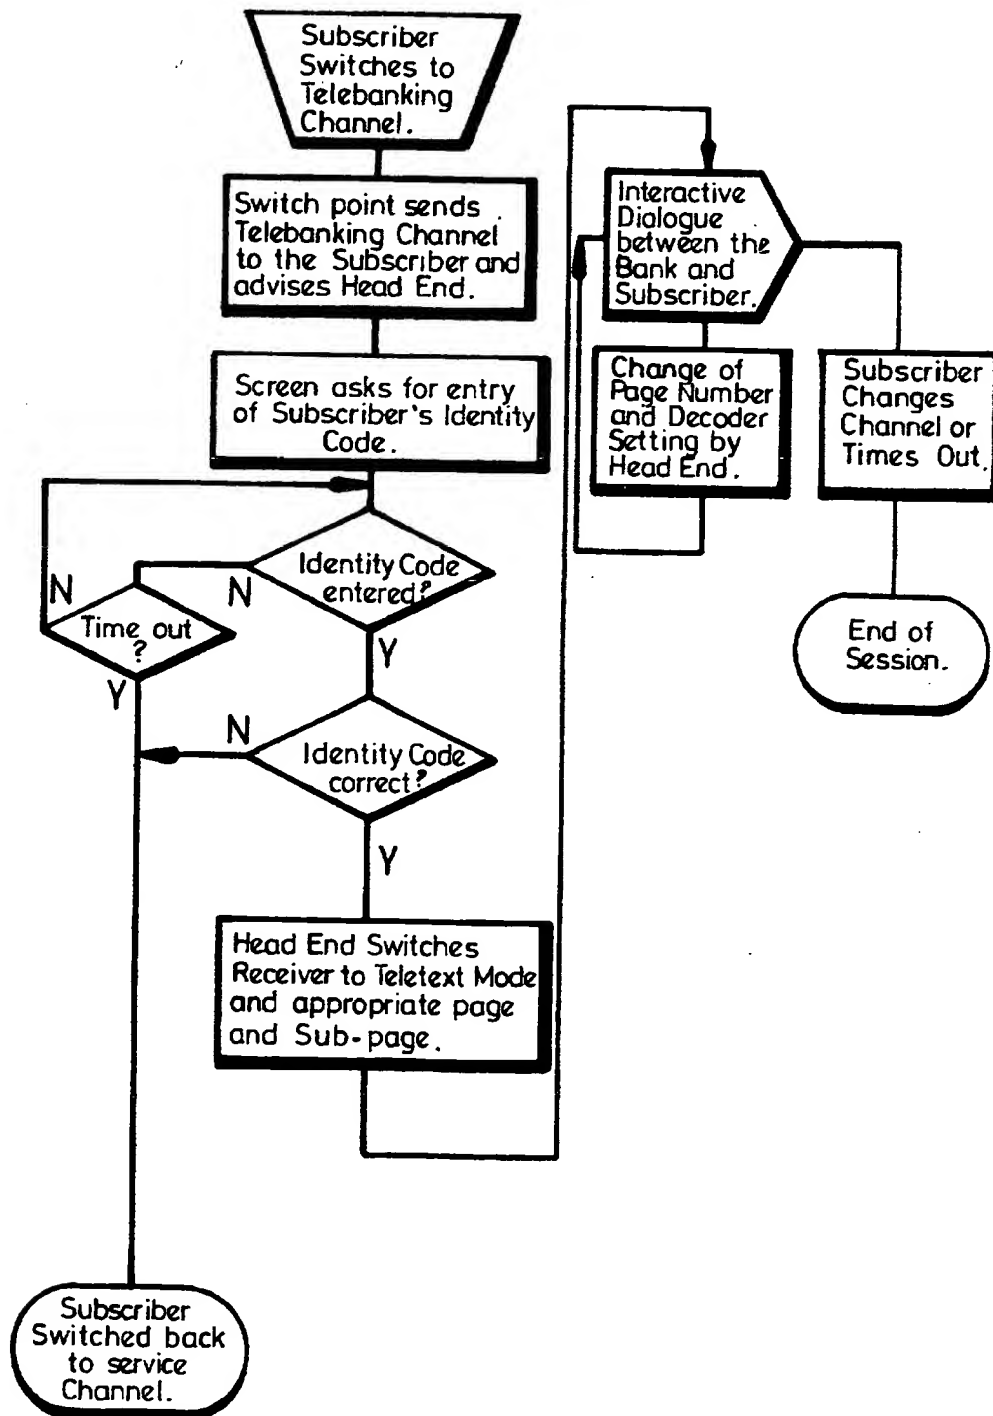 Subscriber
Switches to
Telebanking
Channel.
Switch point sends
Telebanking Channel
to the Subscriber and
advises Head End.
Screen asks for entry
of Subscriber's Identity
Code.
Identity Code
entered?
N
Y
Time out
?
N
Y
Identity Code
correct?
N
Y
Head End Switches
Receiver to Teletext Mode
and appropriate page
and Sub-page.
Subscriber
Switched back
to service
Channel.
Interactive
Dialogue
between the
Bank and
Subscriber.
Change of
Page Number
and Decoder
Setting by
Head End.
Subscriber
Changes
Channel or
Times Out.
End of
Session.